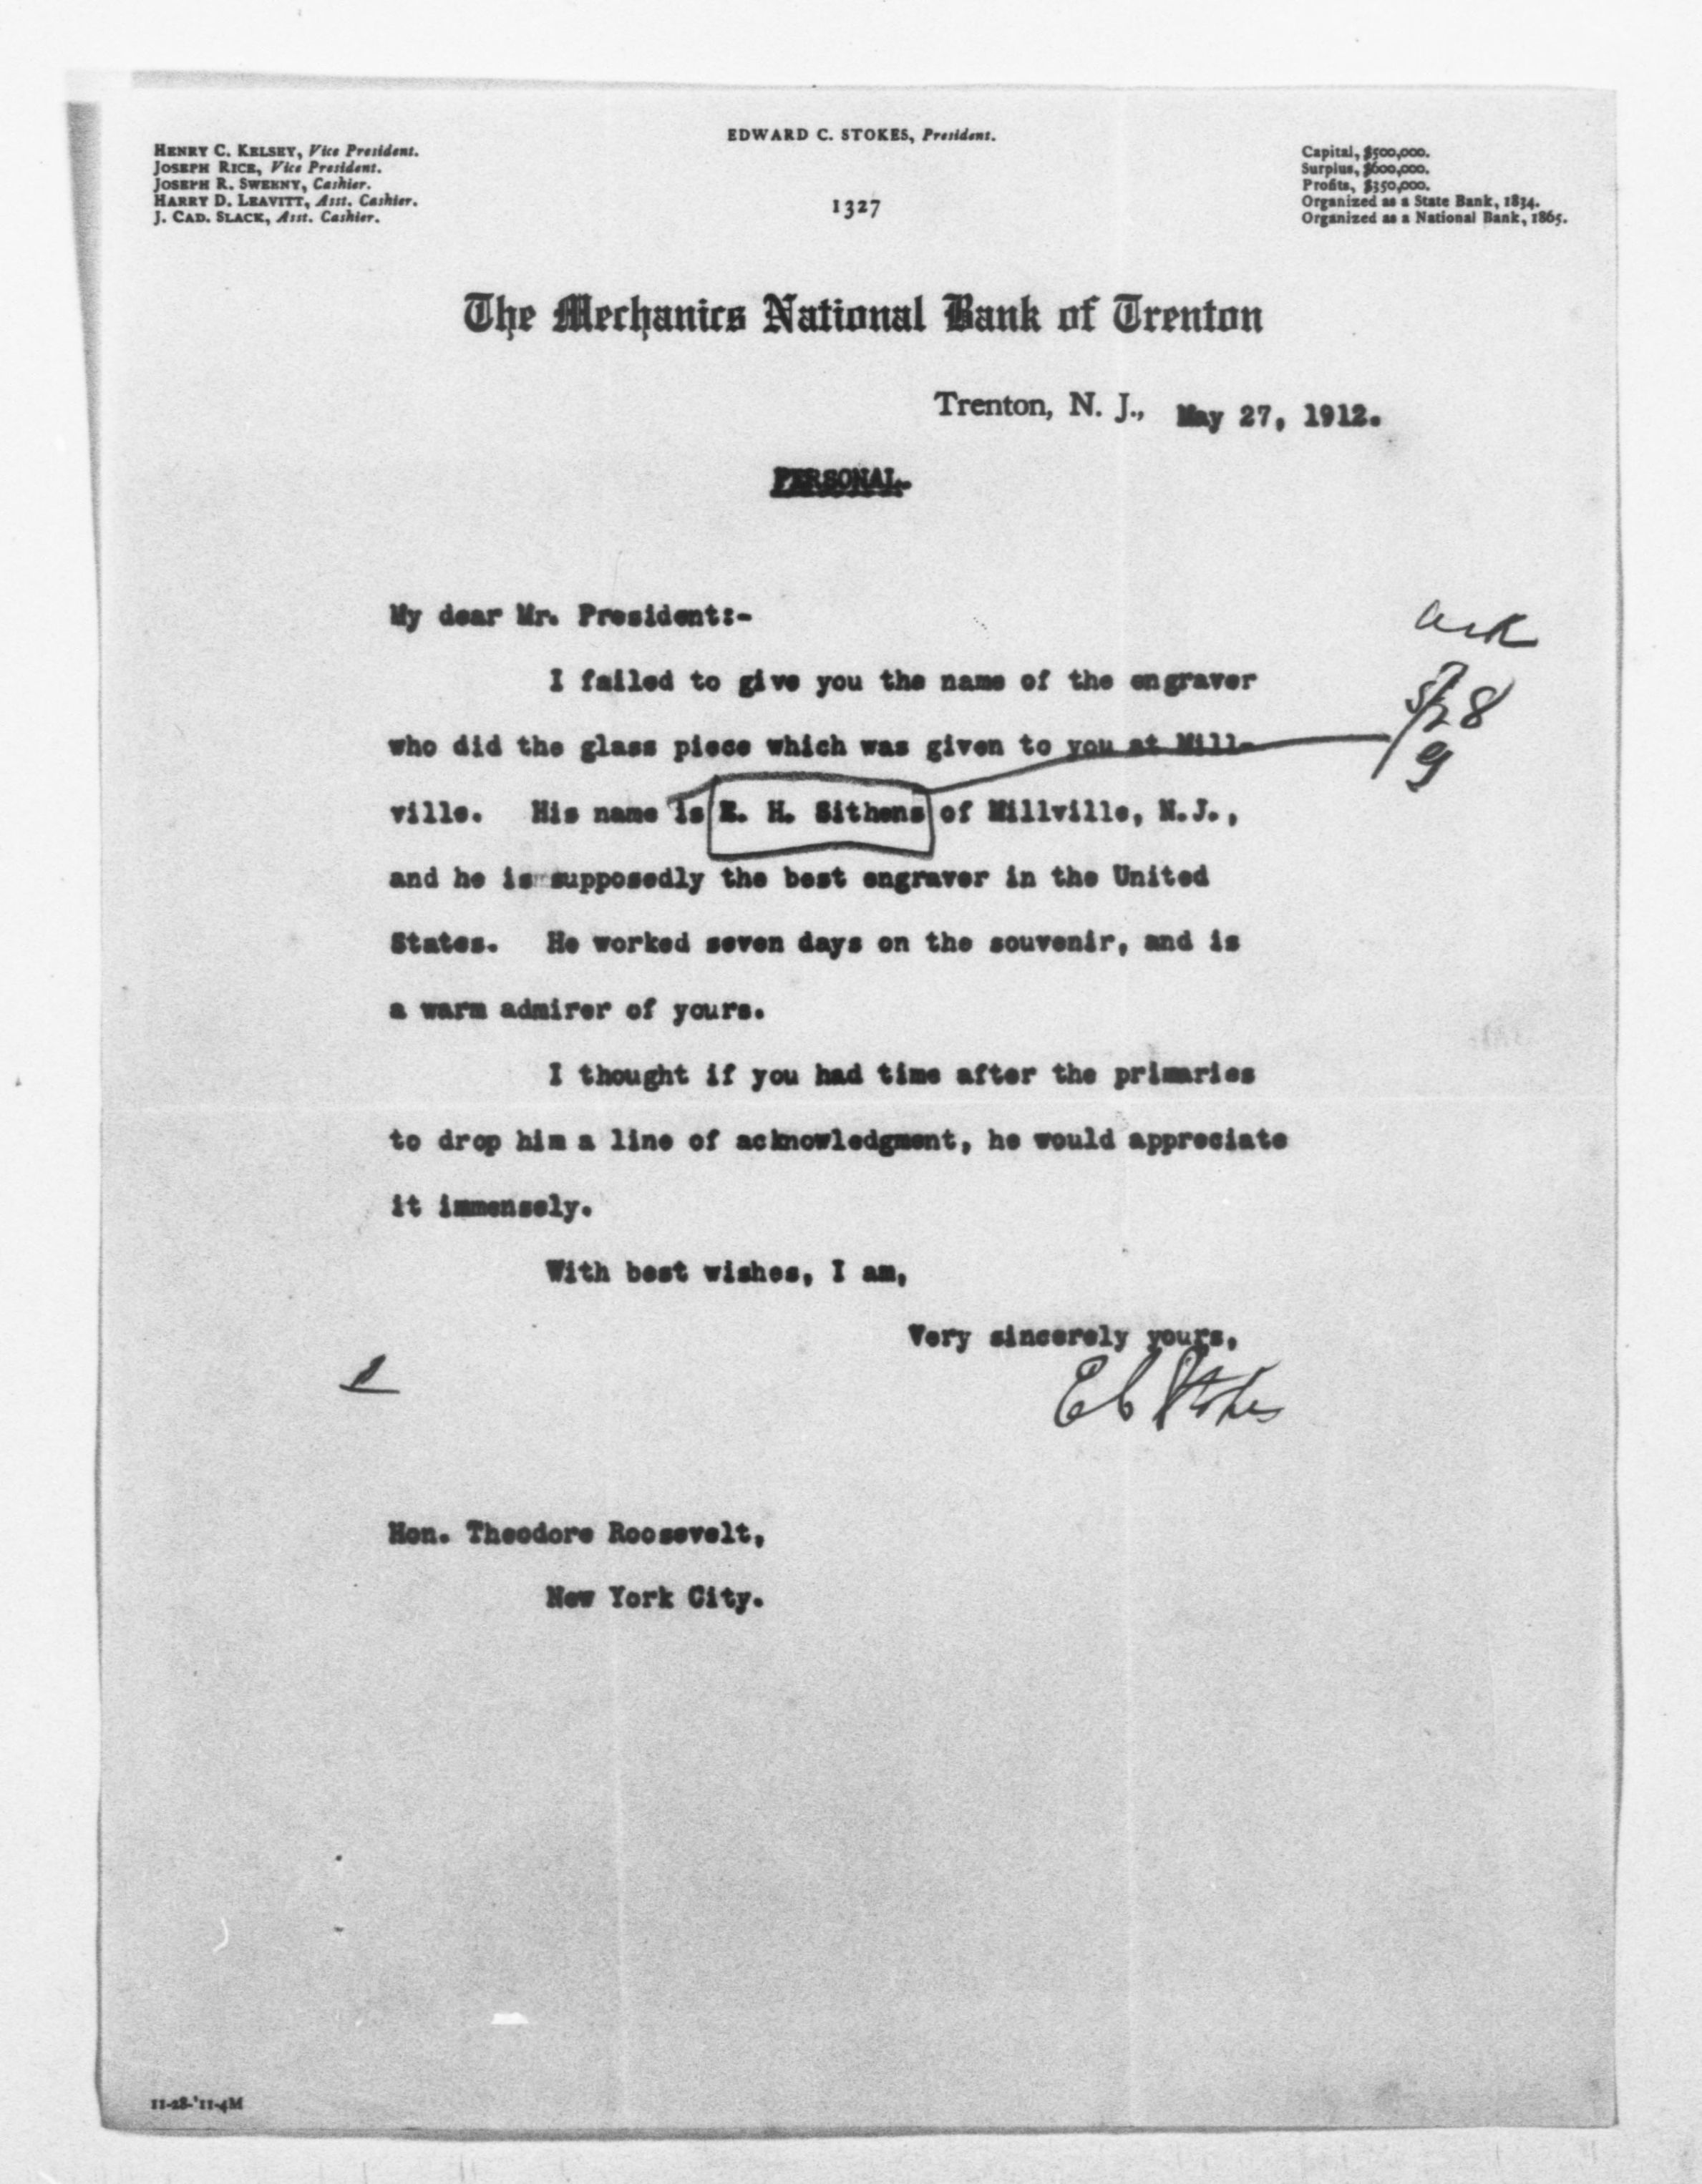 EDWARD C. STOKES, President.
HENRY C. KELSEY, Vice President.
JOSEPH RICE, Vice President.
JOSEPH R. SWEENY, Cashier.
HARRY D. LEAVITT, Asst. Cashier.
J. CAD. SLACK, Asst. Cashier.
1327
Capital, $500,000.
Surplus, $600,000.
Profits, $350,000.
Organized as a State Bank, 1834.
Organized as a National Bank, 1865.
The Mechanics National Bank of Trenton
Trenton, N. J., May 27, 1912.
PERSONAL.
My dear Mr. President:-
I failed to give you the name of the engraver
who did the glass piece which was given to you at Mill-
ville. His name is E. H. Sithens of Millville, N.J.,
and he is supposedly the best engraver in the United
States. He worked seven days on the souvenir, and is
a warm admirer of yours.
I thought if you had time after the primaries
to drop him a line of acknowledgment, he would appreciate
it immensely.
With best wishes, I am,
Very sincerely yours,
E C Stokes
Hon. Theodore Roosevelt,
New York City.
ack
5/28
11-28-'11-4M